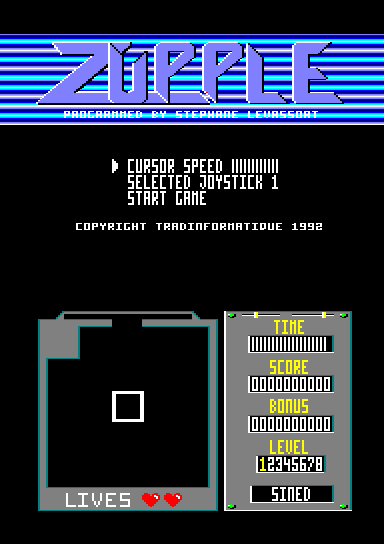 ZUPPLE
PROGRAMMED BY STEPHANE LEVASSORT
CURSOR SPEED ||||||||||||
SELECTED JOYSTICK 1
START GAME
COPYRIGHT TRADINFORMATIQUE 1992
TIME
SCORE
0000000000
BONUS
0000000000
LEVEL
12345678
SINED
LIVES